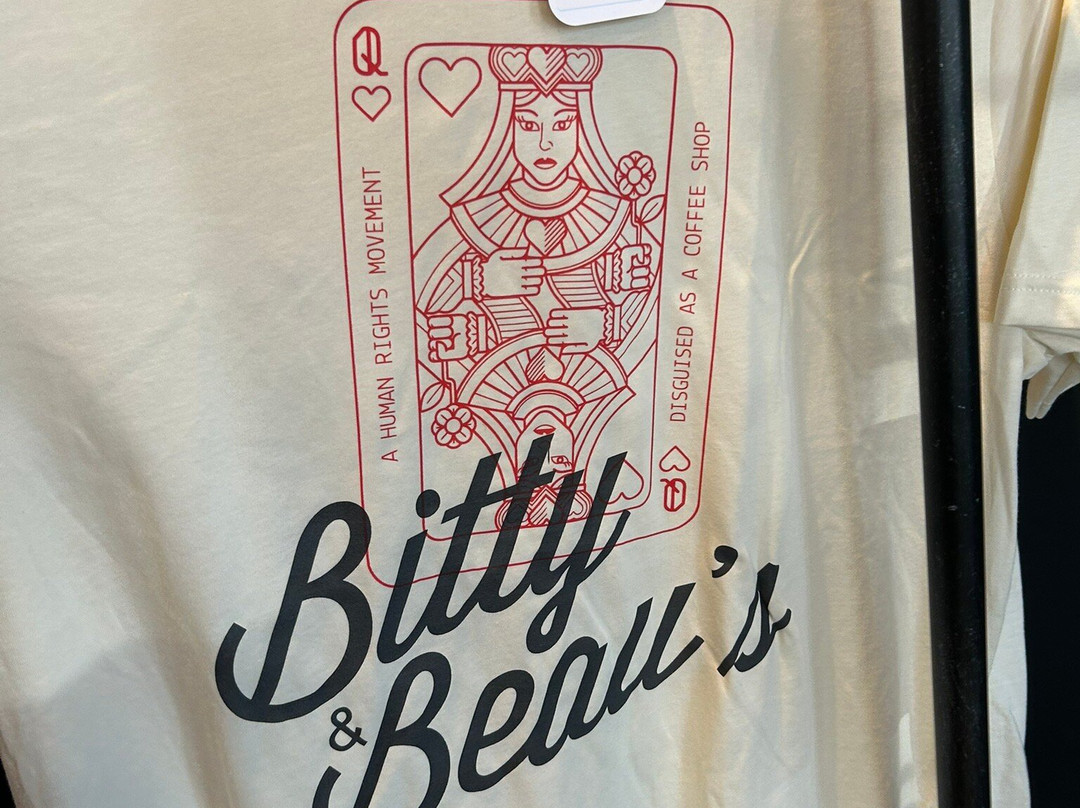 Q
A HUMAN RIGHTS MOVEMENT
DISGUISED AS A COFFEE SHOP
Q
Bitty
& Beau's